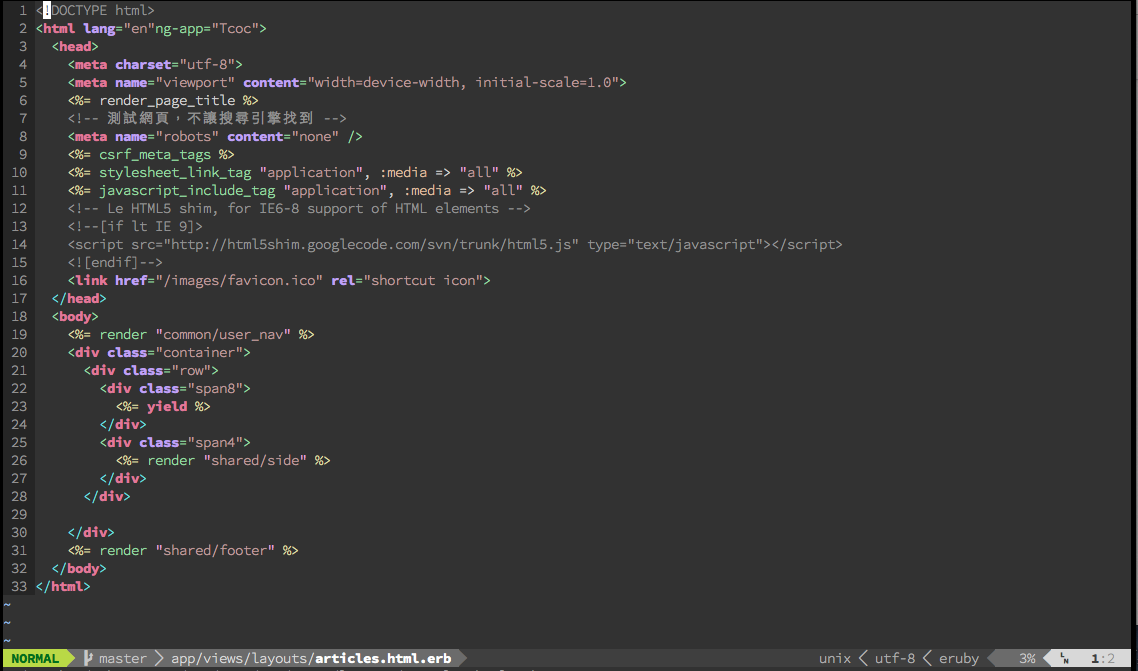 1 <!DOCTYPE html>
2 <html lang="en"ng-app="Tcoc">
3   <head>
4     <meta charset="utf-8">
5     <meta name="viewport" content="width=device-width, initial-scale=1.0">
6     <%= render_page_title %>
7     <!-- 測試網頁，不讓搜尋引擎找到 -->
8     <meta name="robots" content="none" />
9     <%= csrf_meta_tags %>
10     <%= stylesheet_link_tag "application", :media => "all" %>
11     <%= javascript_include_tag "application", :media => "all" %>
12     <!-- Le HTML5 shim, for IE6-8 support of HTML elements -->
13     <!--[if lt IE 9]>
14     <script src="http://html5shim.googlecode.com/svn/trunk/html5.js" type="text/javascript"></script>
15     <![endif]-->
16     <link href="/images/favicon.ico" rel="shortcut icon">
17   </head>
18   <body>
19     <%= render "common/user_nav" %>
20     <div class="container">
21       <div class="row">
22         <div class="span8">
23           <%= yield %>
24         </div>
25         <div class="span4">
26           <%= render "shared/side" %>
27         </div>
28       </div>
29
30     </div>
31     <%= render "shared/footer" %>
32   </body>
33 </html>
~
~
~
NORMAL master app/views/layouts/articles.html.erb unix utf-8 eruby 3% LN 1:2